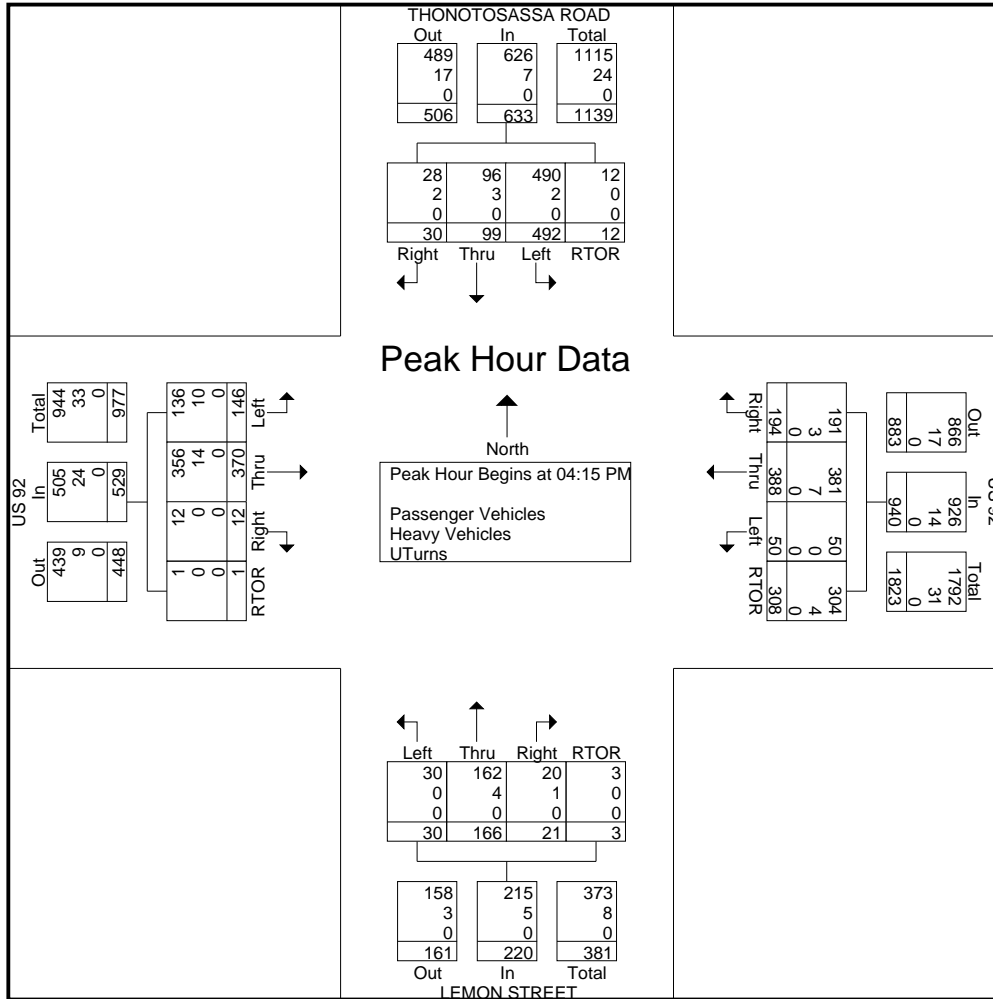 THONOTOSASSA ROAD
Out In Total
489 626 1115
17 7 24
0 0 0
506 633 1139
28 96 490 12
2 3 2 0
0 0 0 0
30 99 492 12
Right Thru Left RTOR
Peak Hour Data
North
Peak Hour Begins at 04:15 PM
Passenger Vehicles
Heavy Vehicles
UTurns
US 92
Out In Total
439 505 944
9 24 33
0 0 0
448 529 977
1 12 356 136
0 0 14 10
0 0 0 0
1 12 370 146
RTOR Right Thru Left
US 92
Out In Total
866 926 1792
17 14 31
0 0 0
883 940 1823
191 381 50 304
3 7 0 4
0 0 0 0
194 388 50 308
Right Thru Left RTOR
Left Thru Right RTOR
30 162 20 3
0 4 1 0
0 0 0 0
30 166 21 3
158 215 373
3 5 8
0 0 0
161 220 381
Out In Total
LEMON STREET